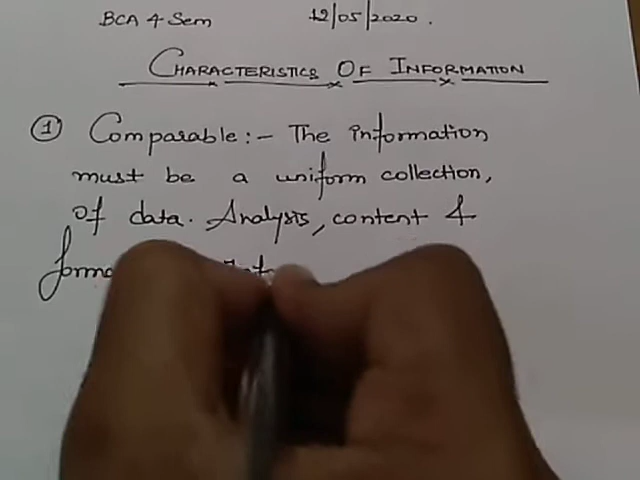 BCA 4 Sem 12/05/2020.
CHARACTERISTICS OF INFORMATION
① Comparable:- The information
must be a uniform collection,
of data. Analysis, content &